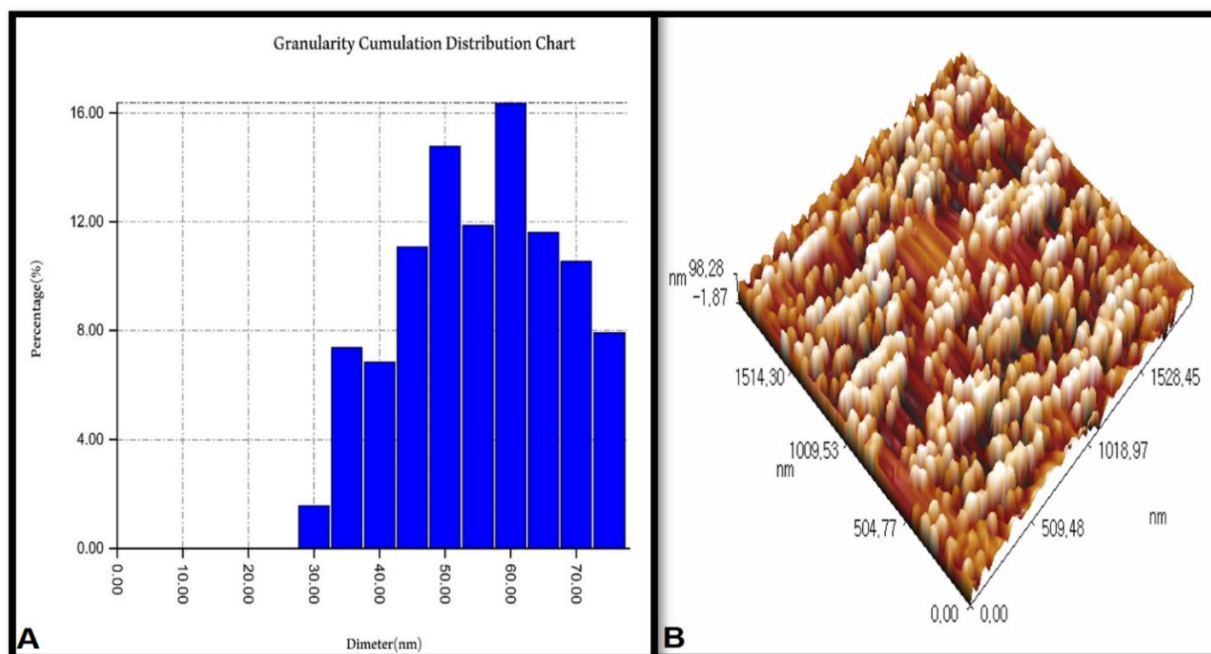 Granularity Cumulation Distribution Chart
16.00
12.00
8.00
4.00
0.00
Percentage(%)
0.00
10.00
20.00
30.00
40.00
50.00
60.00
70.00
Dimeter(nm)
A
B
nm 98,28
-1,87
1514,30
1009,53
nm
504,77
0,00
0,00
509,48
nm
1018,97
1528,45